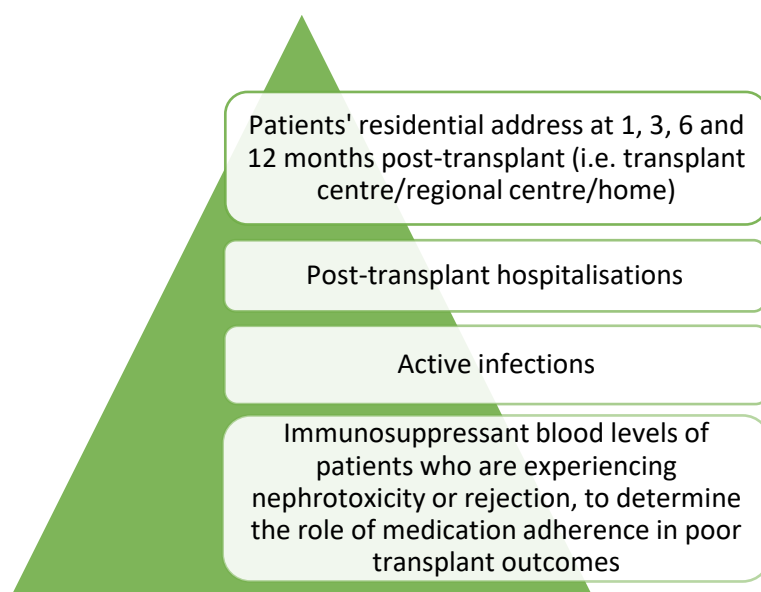 Patients' residential address at 1, 3, 6 and
12 months post-transplant (i.e. transplant
centre/regional centre/home)
Post-transplant hospitalisations
Active infections
Immunosuppressant blood levels of
patients who are experiencing
nephrotoxicity or rejection, to determine
the role of medication adherence in poor
transplant outcomes